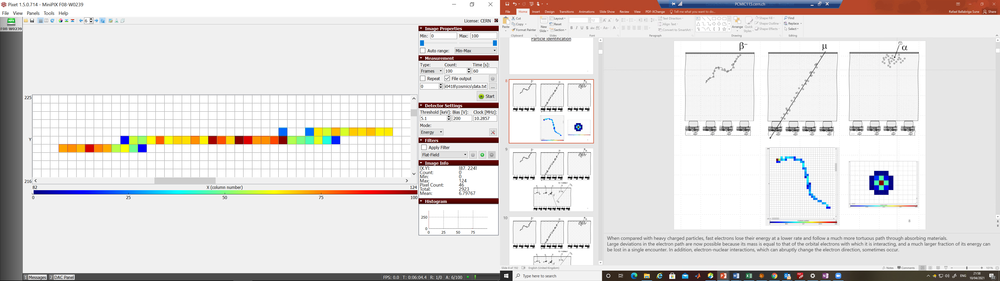 Pixet 1.5.0.714 - MiniPIX F08-W0239
File View Panels Tools Help
MPX
F08-W0239
6
License: CERN
Image Properties
Min: 0 Max: 100
Auto range: Min-Max
Measurement
Type: Count: Time [s]:
Frames 100 60
Repeat File output
0 60418\cosmics\data.txt ...
Start
Detector Settings
Threshold [keV]: Bias [V]: Clock [MHz]:
5.1 200 10.2857
Mode:
Energy
Filters
Apply Filter
Flat-Field
Image Info
[X,Y]: [87, 224]
Count: 0
Min: 0
Max: 124
Pixel Count: 46
Total: 2923
Mean: 6.79767
Histogram
250
0
0 25 50 75
225
Y
216
82 X (column number) 124
0 25 50 75 100
1 Messages 2 DAC Panel
FPS: 0.0 T: 0:06:04.4 R: 1/0 A: 6/100
PCMIC115.cern.ch
File Home Insert Design Transitions Animations Slide Show Review View PDF-XChange Tell me what you want to do...
Rafael Ballabriga Sune Share
Paste
Cut
Copy
Format Painter
Clipboard
New
Slide
Layout
Reset
Section
Slides
12
B I U S abc AV Aa A
Font
Text Direction
Align Text
Convert to SmartArt
Paragraph
Arrange
Quick
Styles
Shape Fill
Shape Outline
Shape Effects
Drawing
Find
Replace
Select
Editing
Particle identification
8
β⁻ μ α
9
β⁻ μ α
10
β⁻ μ α
β⁻ μ α
8
When compared with heavy charged particles, fast electrons lose their energy at a lower rate and follow a much more tortuous path through absorbing materials.
Large deviations in the electron path are now possible because its mass is equal to that of the orbital electrons with which it is interacting, and a much larger fraction of its energy can
be lost in a single encounter. In addition, electron-nuclear interactions, which can abruptly change the electron direction, sometimes occur.
Slide 8 of 192 English (United Kingdom)
Notes Comments 101%
Type here to search
ENG
21:58
10/04/2021
22